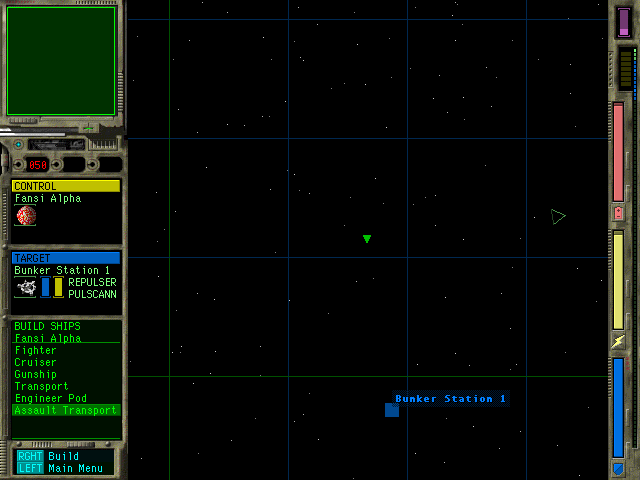 050
CONTROL
Fansi Alpha
TARGET
Bunker Station 1
REPULSER
PULSCANN
BUILD SHIPS
Fansi Alpha
Fighter
Cruiser
Gunship
Transport
Engineer Pod
Assault Transport
RGHT Build
LEFT Main Menu
Bunker Station 1